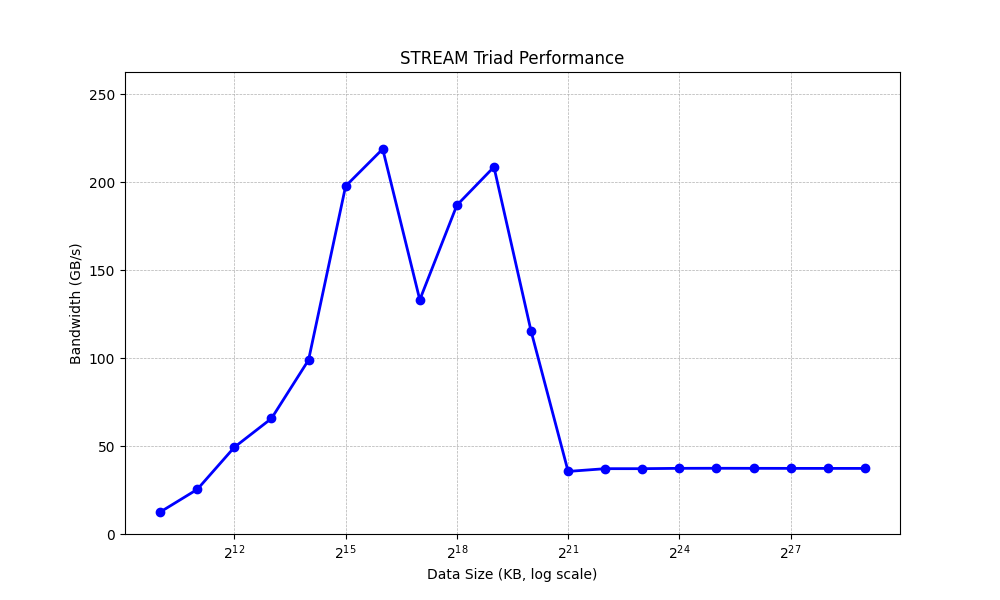 STREAM Triad Performance
250
200
150
100
50
0
Bandwidth (GB/s)
2^12 2^15 2^18 2^21 2^24 2^27
Data Size (KB, log scale)